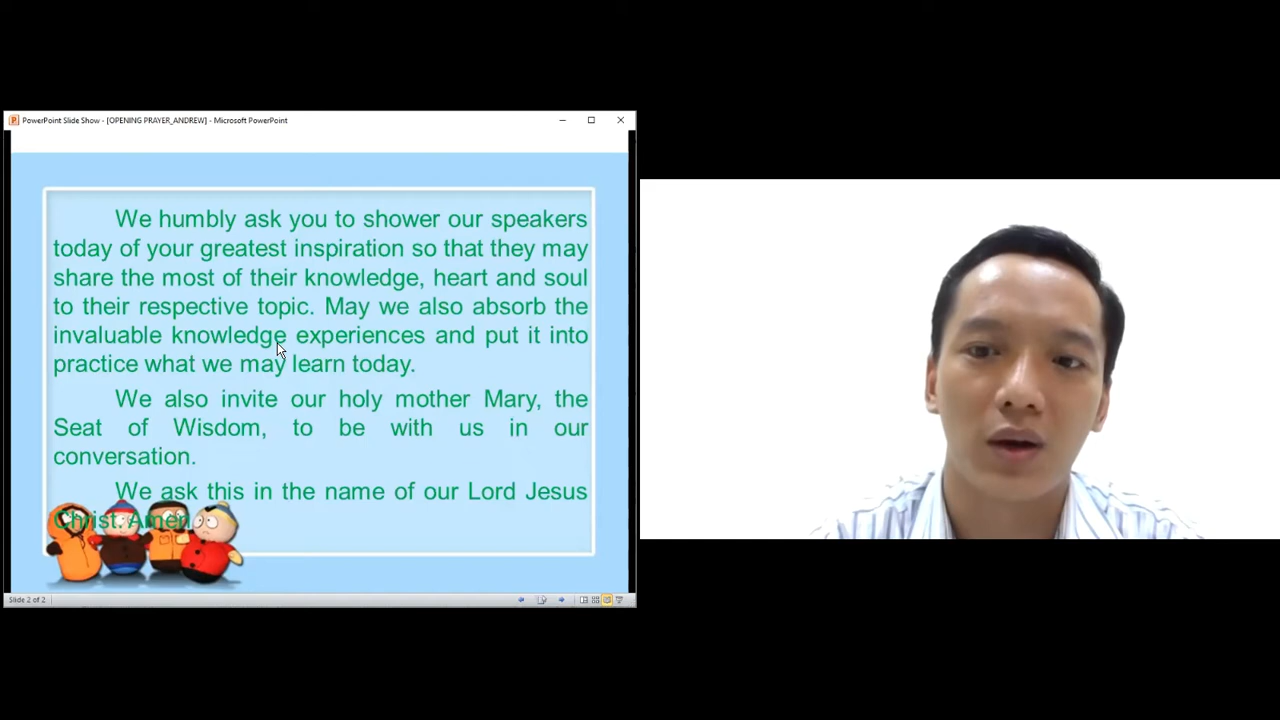 PowerPoint Slide Show - [OPENING PRAYER_ANDREW] - Microsoft PowerPoint
We humbly ask you to shower our speakers
today of your greatest inspiration so that they may
share the most of their knowledge, heart and soul
to their respective topic. May we also absorb the
invaluable knowledge experiences and put it into
practice what we may learn today.
We also invite our holy mother Mary, the
Seat of Wisdom, to be with us in our
conversation.
We ask this in the name of our Lord Jesus
Christ. Amen.
Slide 2 of 2